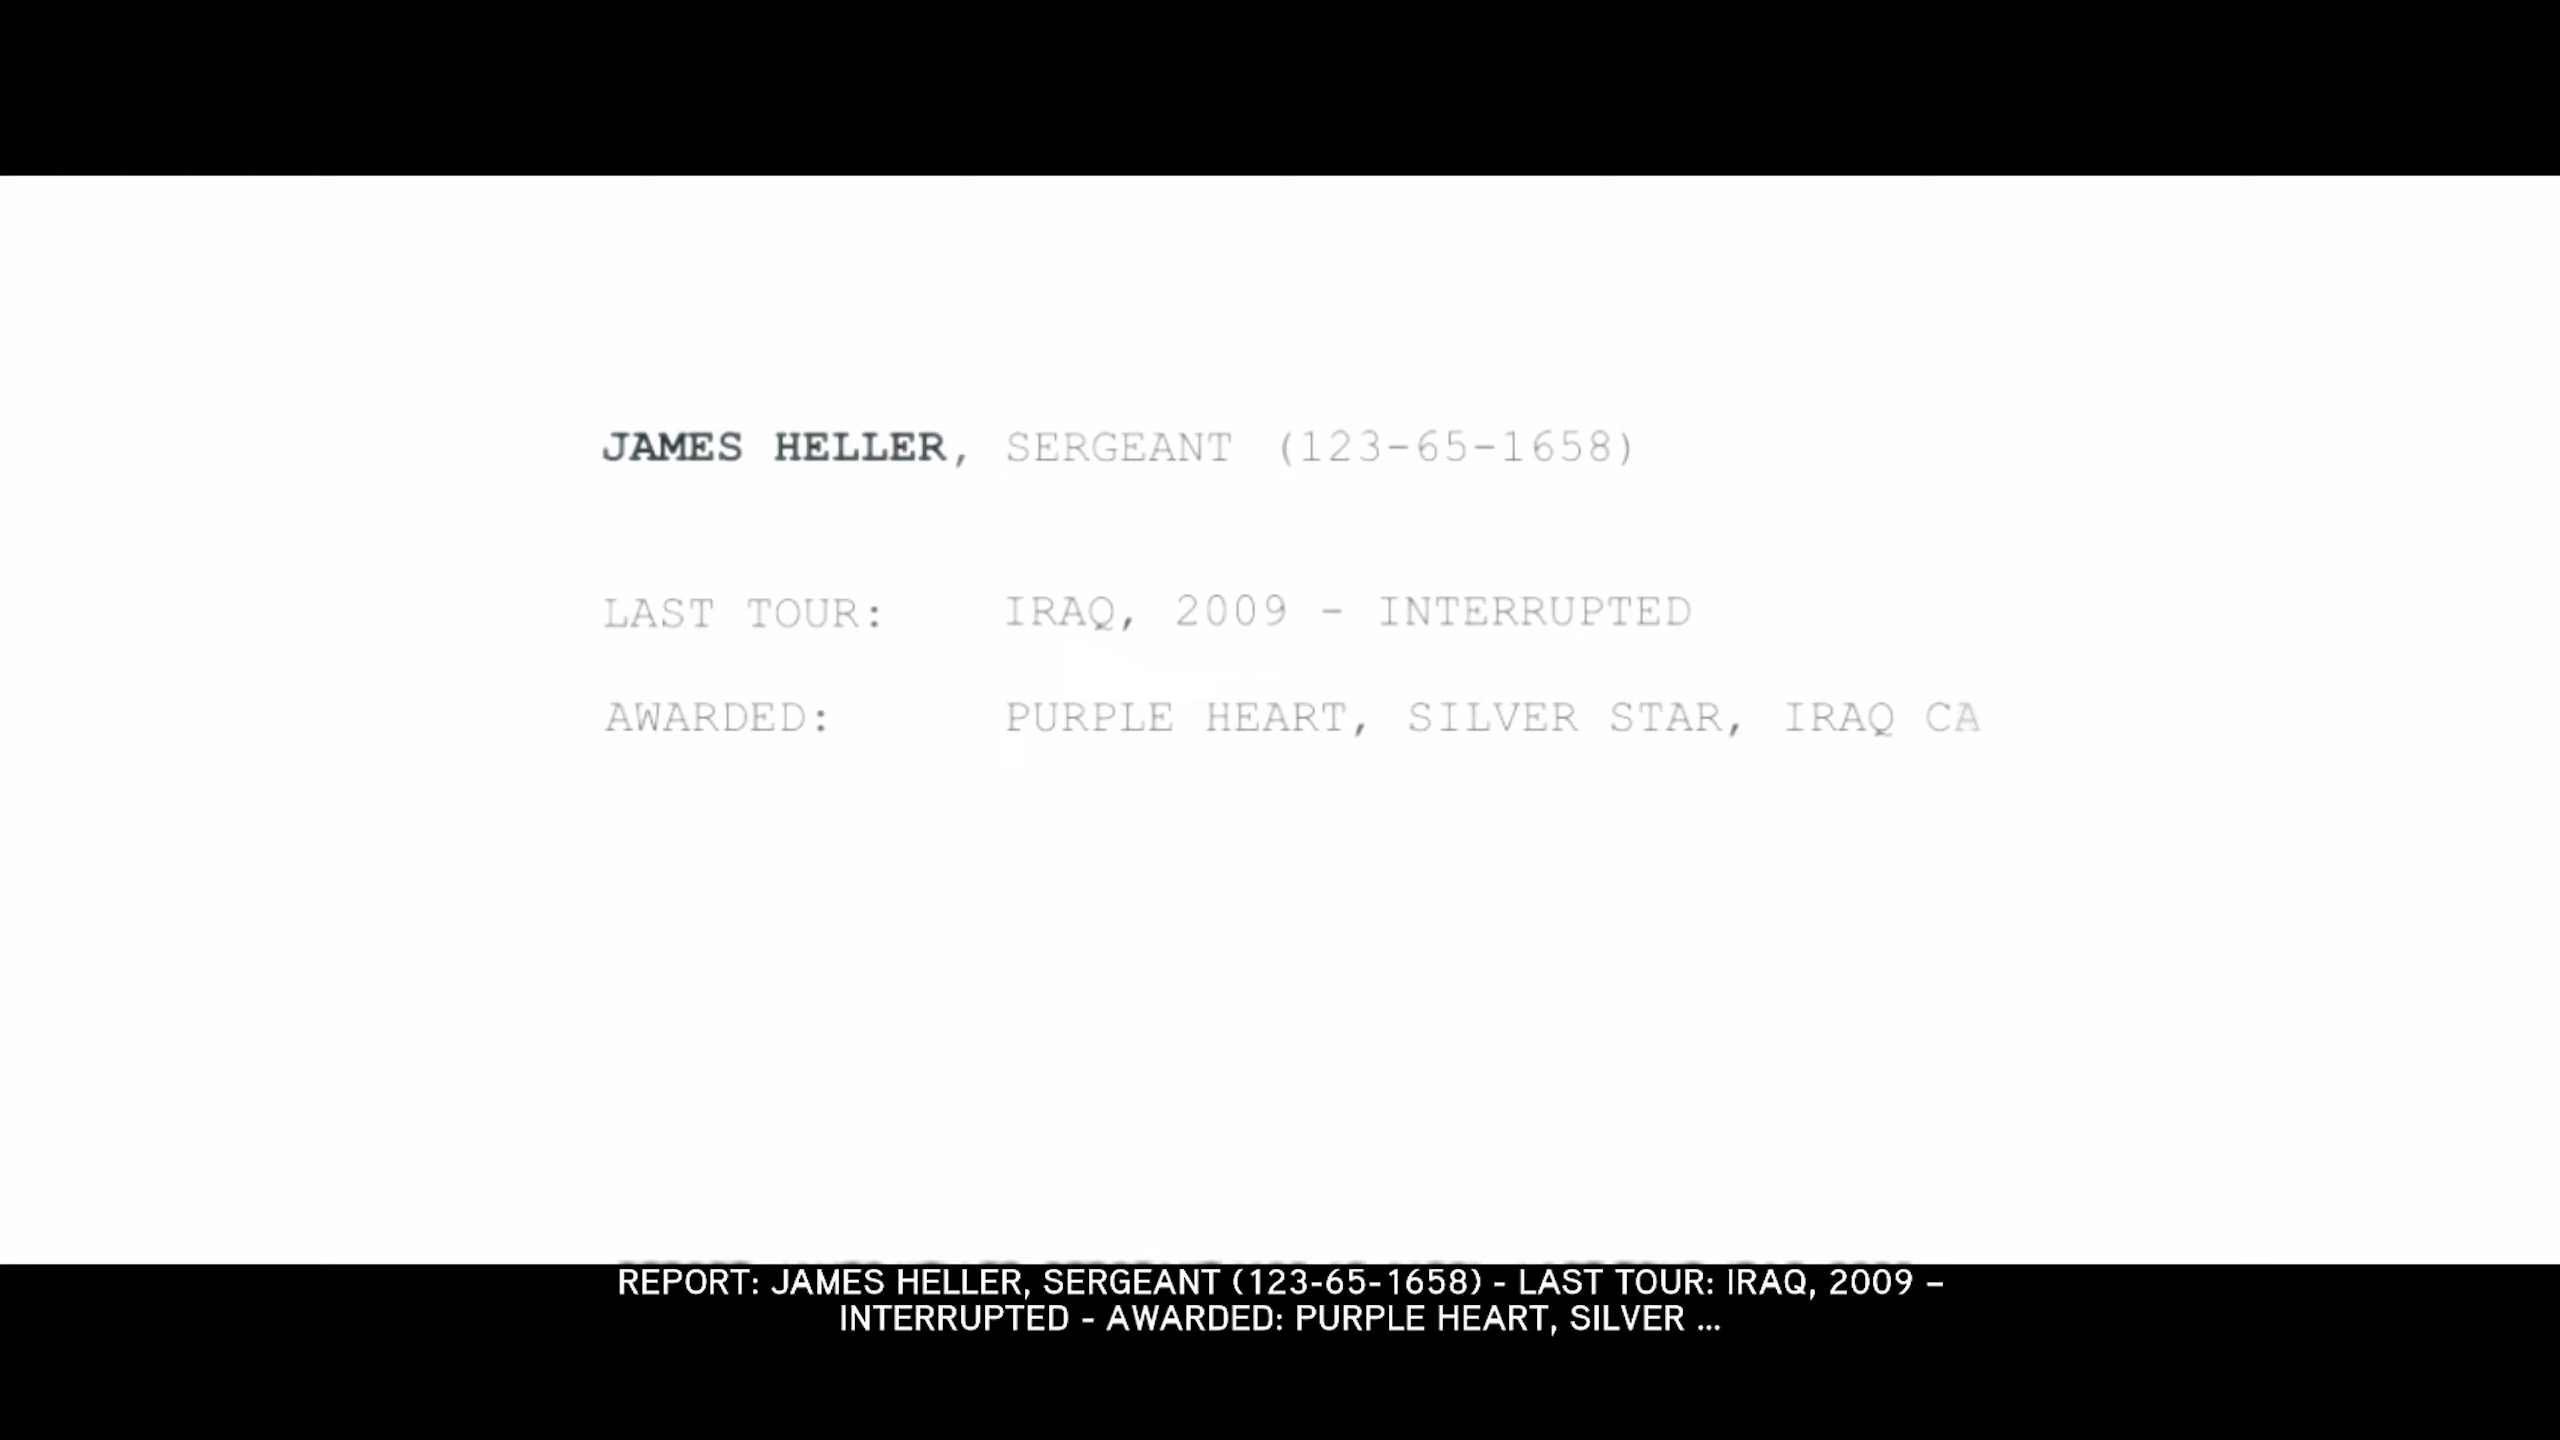 JAMES HELLER, SERGEANT (123-65-1658)
LAST TOUR: IRAQ, 2009 - INTERRUPTED
AWARDED: PURPLE HEART, SILVER STAR, IRAQ CA
REPORT: JAMES HELLER, SERGEANT (123-65-1658) - LAST TOUR: IRAQ, 2009 –
INTERRUPTED - AWARDED: PURPLE HEART, SILVER ...